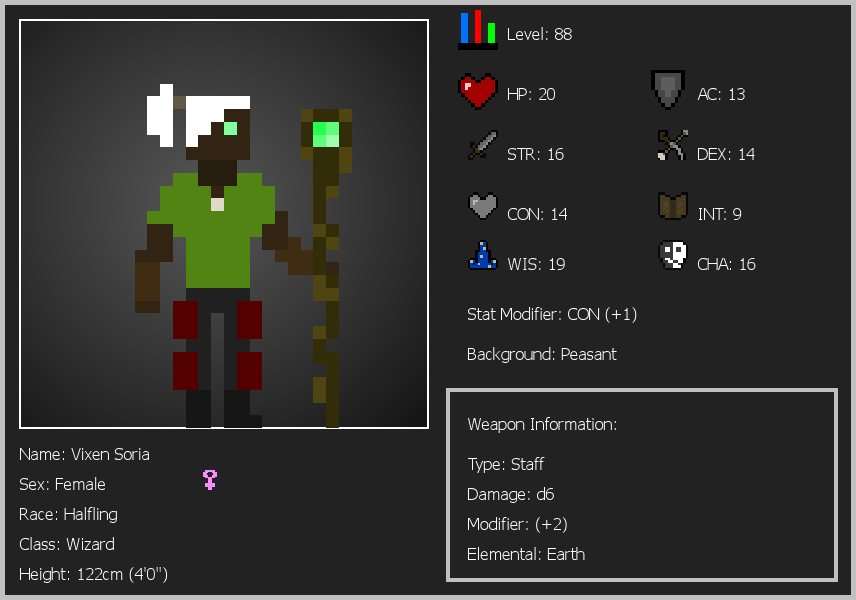 Level: 88
HP: 20
AC: 13
STR: 16
DEX: 14
CON: 14
INT: 9
WIS: 19
CHA: 16
Stat Modifier: CON (+1)
Background: Peasant
Weapon Information:
Type: Staff
Damage: d6
Modifier: (+2)
Elemental: Earth
Name: Vixen Soria
Sex: Female
Race: Halfling
Class: Wizard
Height: 122cm (4'0")